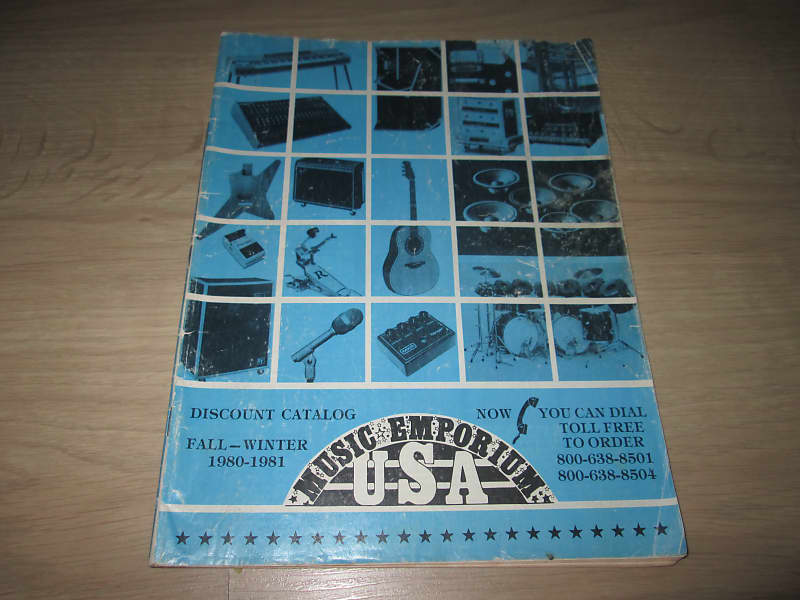 DISCOUNT CATALOG
FALL—WINTER
1980-1981
MUSIC EMPORIUM
USA
NOW YOU CAN DIAL
TOLL FREE
TO ORDER
800-638-8501
800-638-8504
R